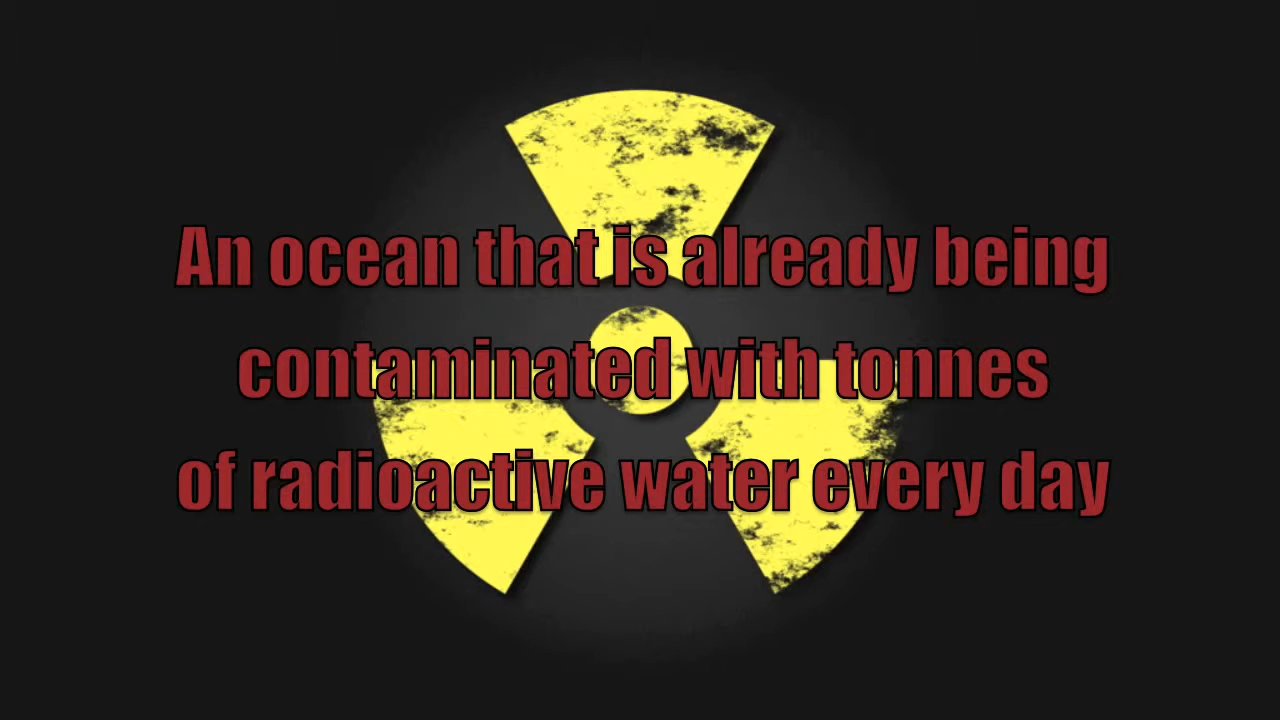 An ocean that is already being
contaminated with tonnes
of radioactive water every day